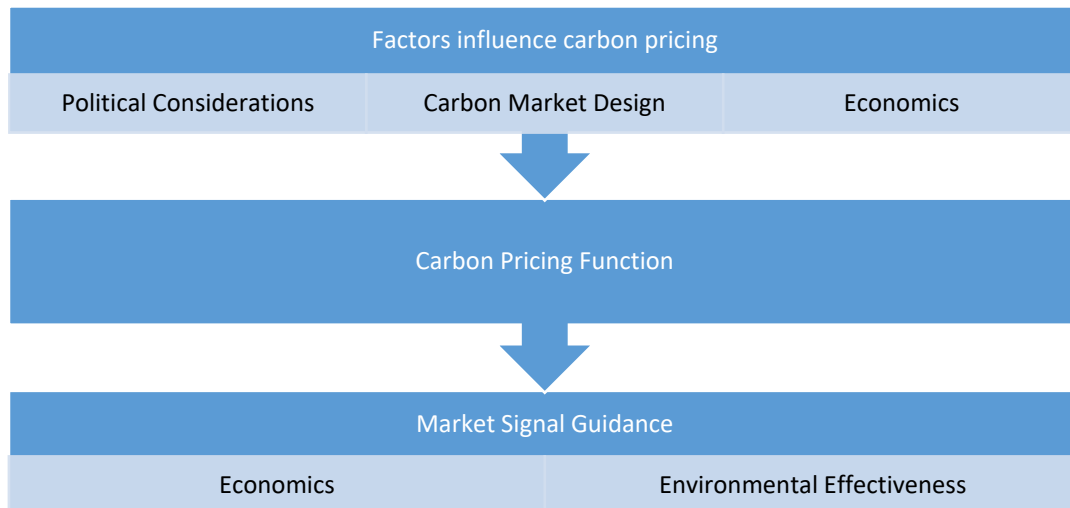 Factors influence carbon pricing
Political Considerations Carbon Market Design Economics
Carbon Pricing Function
Market Signal Guidance
Economics Environmental Effectiveness